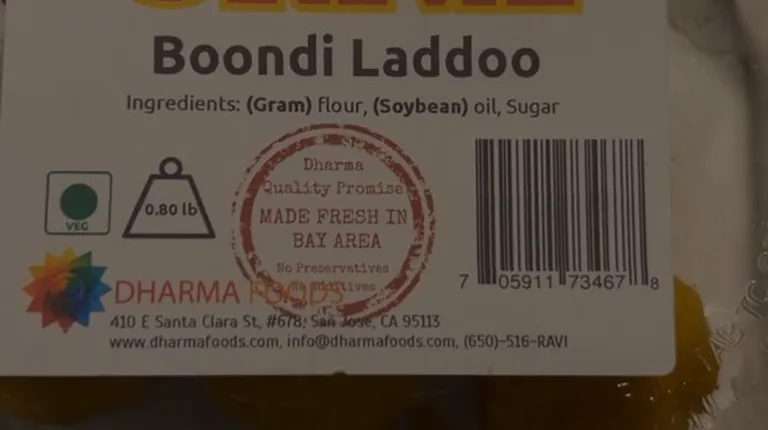 Boondi Laddoo
Ingredients: (Gram) flour, (Soybean) oil, Sugar
VEG
0.80 lb
Dharma
Quality Promise
MADE FRESH IN
BAY AREA
No Preservatives
7 05911 73467 8
DHARMA FOODS
410 E Santa Clara St, #678, San Jose, CA 95113
www.dharmafoods.com, info@dharmafoods.com, (650)-516-RAVI